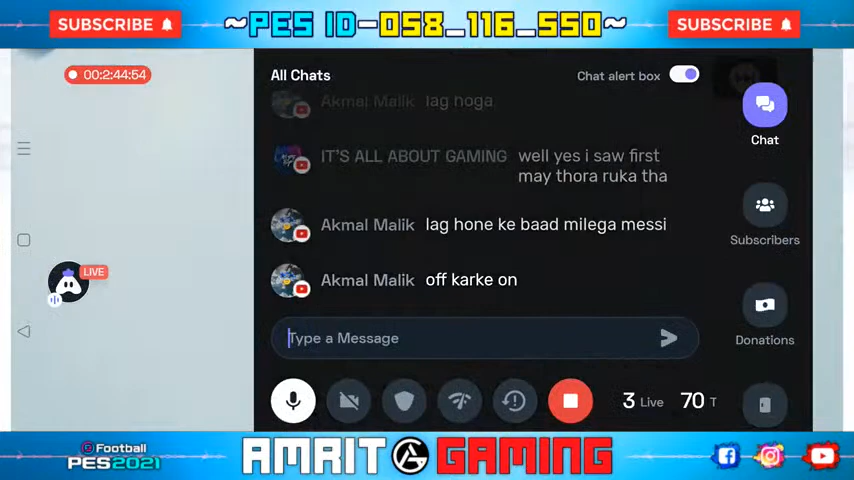 SUBSCRIBE
~PES ID-058_116_550~
SUBSCRIBE
00:2:44:54
All Chats
Chat alert box
Akmal Malik lag hoga
Chat
IT'S ALL ABOUT GAMING well yes i saw first
may thora ruka tha
Akmal Malik lag hone ke baad milega messi
Subscribers
LIVE
Akmal Malik off karke on
Type a Message
Donations
3 Live 70 T
Football
PES2021
AMRIT G GAMING